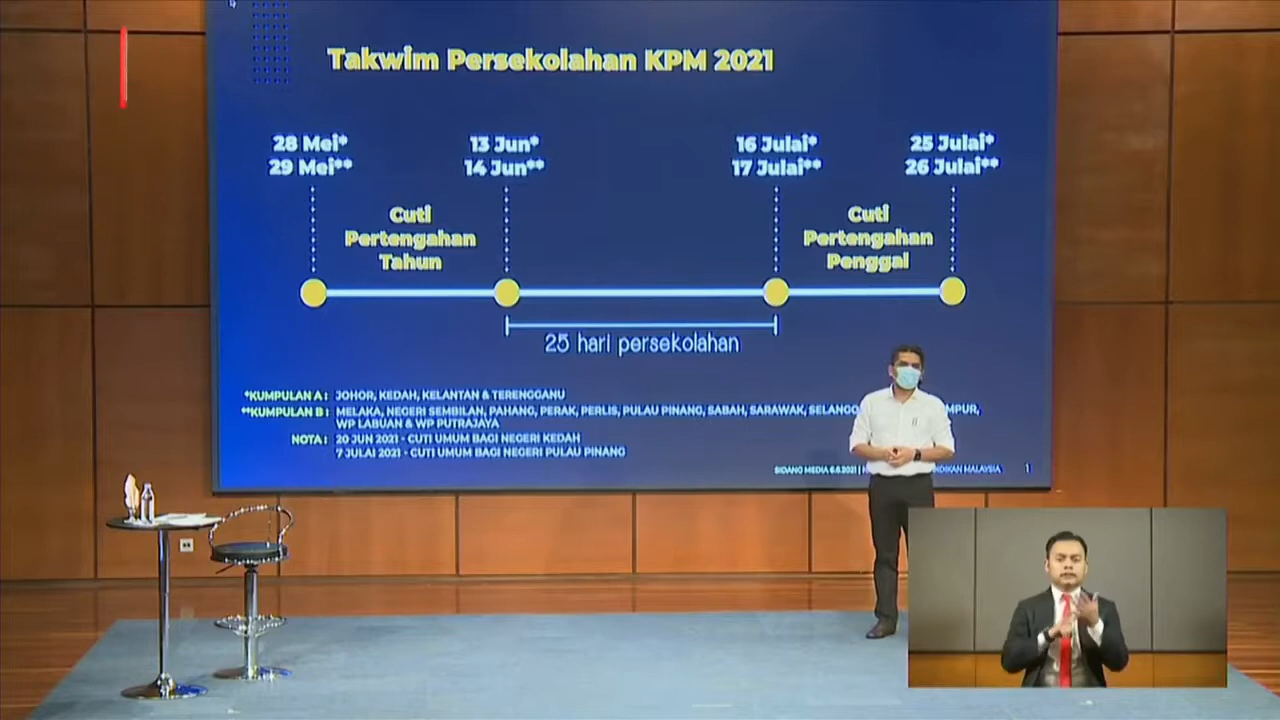 Takwim Persekolahan KPM 2021
28 Mei* 13 Jun* 16 Julai* 25 Julai*
29 Mei** 14 Jun** 17 Julai** 26 Julai**
Cuti Cuti
Pertengahan Pertengahan
Tahun Penggal
25 hari persekolahan
*KUMPULAN A : JOHOR, KEDAH, KELANTAN & TERENGGANU
**KUMPULAN B : MELAKA, NEGERI SEMBILAN, PAHANG, PERAK, PERLIS, PULAU PINANG, SABAH, SARAWAK,
WP LABUAN & WP PUTRAJAYA
NOTA : 20 JUN 2021 - CUTI UMUM BAGI NEGERI KEDAH
7 JULAI 2021 - CUTI UMUM BAGI NEGERI PULAU PINANG
SIDANG MEDIA 6.6.2021 | MALAYSIA 1